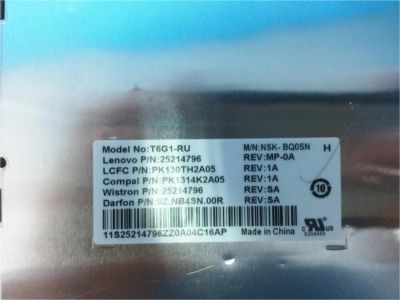 Model No:T6G1-RU M/N:NSK- BQ0SN H
Lenovo P/N:25214796 REV:MP-0A
LCFC P/N:PK130TH2A05 REV:1A
Compal P/N:PK1314K2A05 REV:1A
Wistron P/N:25214796 REV:SA
Darfon P/N:9Z.NB4SN.00R REV:SA
11S25214796ZZ0A04C16AP Made in China
10